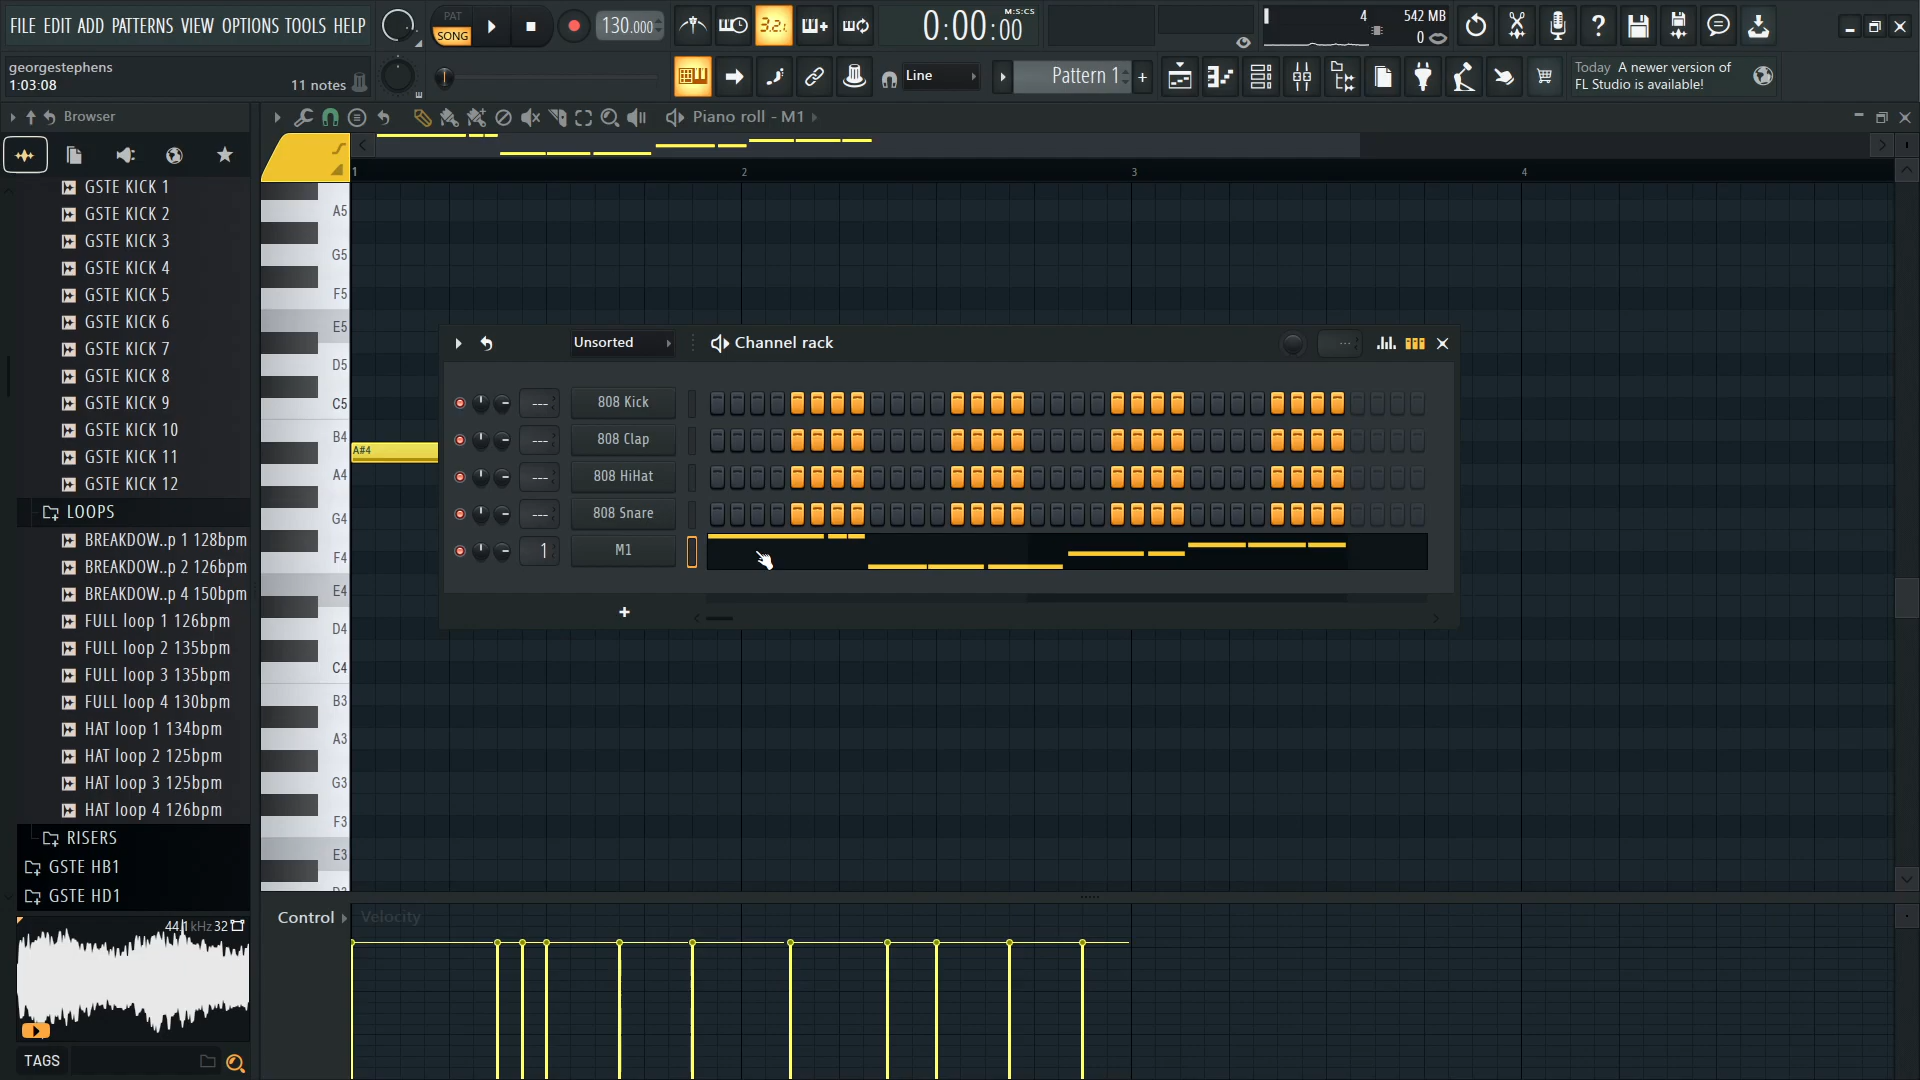 FILE EDIT ADD PATTERNS VIEW OPTIONS TOOLS HELP
PAT
SONG
130.000
3.2.
0:00:00
M:S:CS
4
542 MB
0
georgestephens
1:03:08
11 notes
Line
Pattern 1
Today A newer version of
FL Studio is available!
Browser
Piano roll - M1
GSTE KICK 1
GSTE KICK 2
GSTE KICK 3
GSTE KICK 4
GSTE KICK 5
GSTE KICK 6
GSTE KICK 7
GSTE KICK 8
GSTE KICK 9
GSTE KICK 10
GSTE KICK 11
GSTE KICK 12
LOOPS
BREAKDOW..p 1 128bpm
BREAKDOW..p 2 126bpm
BREAKDOW..p 4 150bpm
FULL loop 1 126bpm
FULL loop 2 135bpm
FULL loop 3 135bpm
FULL loop 4 130bpm
HAT loop 1 134bpm
HAT loop 2 125bpm
HAT loop 3 125bpm
HAT loop 4 126bpm
RISERS
GSTE HB1
GSTE HD1
44.1 kHz 32
TAGS
1
2
3
4
A5
G5
F5
E5
D5
C5
B4
A4
G4
F4
E4
D4
C4
B3
A3
G3
F3
E3
A#4
Unsorted
Channel rack
--- 808 Kick
--- 808 Clap
--- 808 HiHat
--- 808 Snare
1 M1
+
Control
Velocity